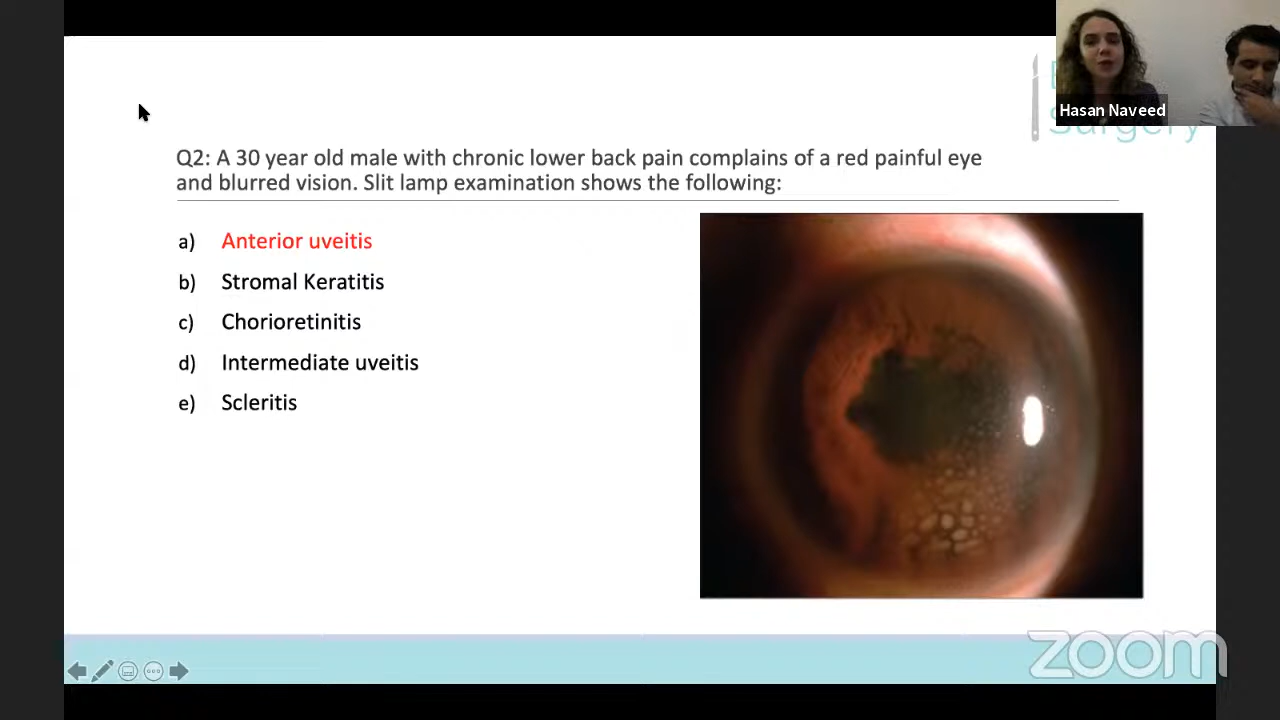 Hasan Naveed
Surgery
Q2: A 30 year old male with chronic lower back pain complains of a red painful eye
and blurred vision. Slit lamp examination shows the following:
a) Anterior uveitis
b) Stromal Keratitis
c) Chorioretinitis
d) Intermediate uveitis
e) Scleritis
zoom